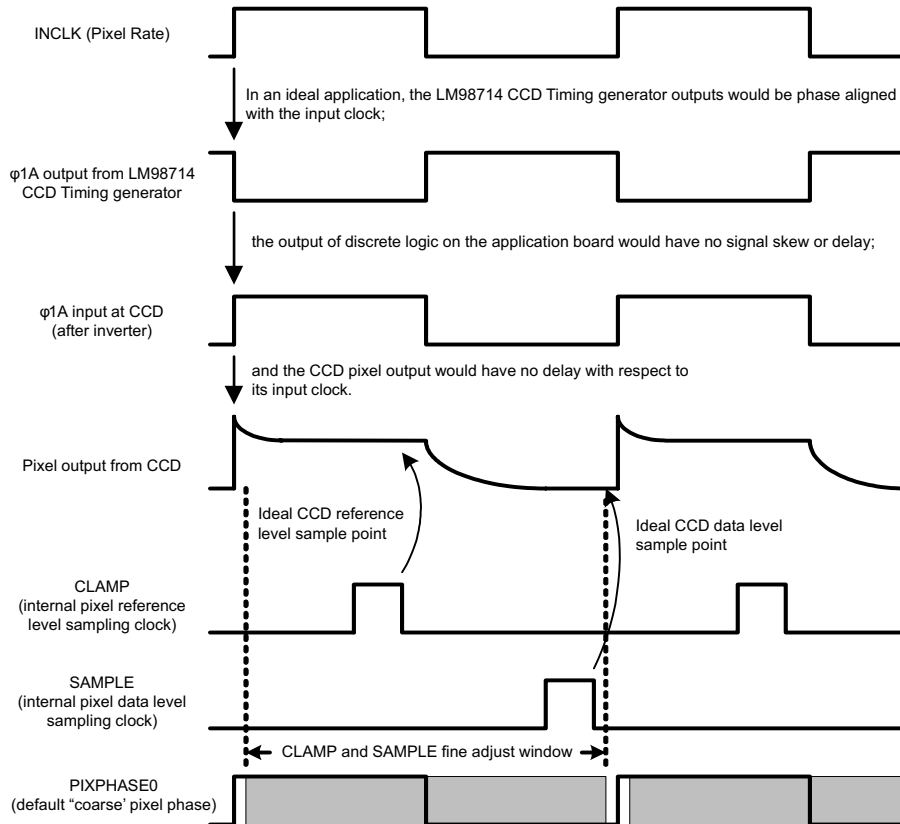 INCLK (Pixel Rate)
In an ideal application, the LM98714 CCD Timing generator outputs would be phase aligned
with the input clock;
φ1A output from LM98714
CCD Timing generator
the output of discrete logic on the application board would have no signal skew or delay;
φ1A input at CCD
(after inverter)
and the CCD pixel output would have no delay with respect to
its input clock.
Pixel output from CCD
Ideal CCD reference
level sample point
Ideal CCD data level
sample point
CLAMP
(internal pixel reference
level sampling clock)
SAMPLE
(internal pixel data level
sampling clock)
CLAMP and SAMPLE fine adjust window
PIXPHASE0
(default “coarse’ pixel phase)